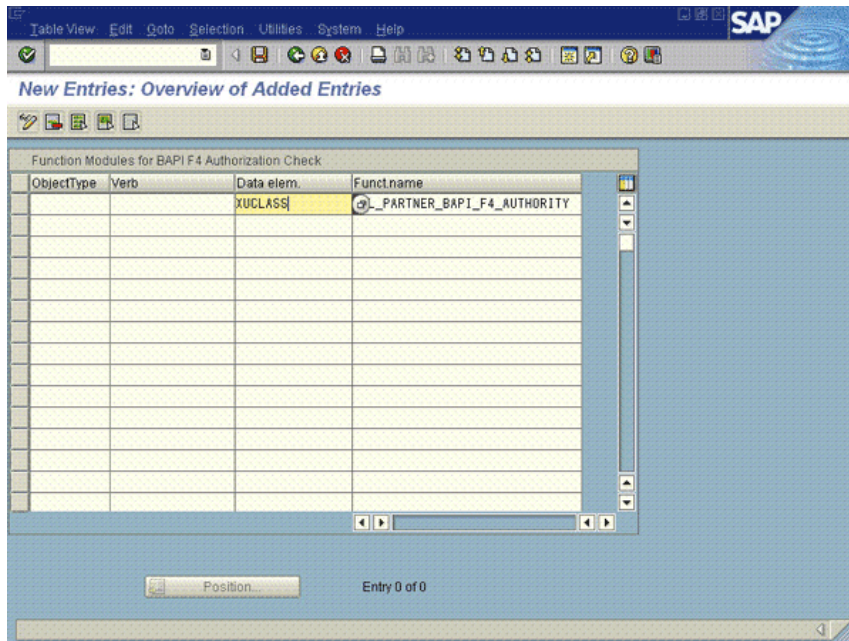 Table View Edit Goto Selection Utilities System Help
SAP
New Entries: Overview of Added Entries
Function Modules for BAPI F4 Authorization Check
ObjectType Verb Data elem. Funct.name
XUCLASS L_PARTNER_BAPI_F4_AUTHORITY
Position... Entry 0 of 0